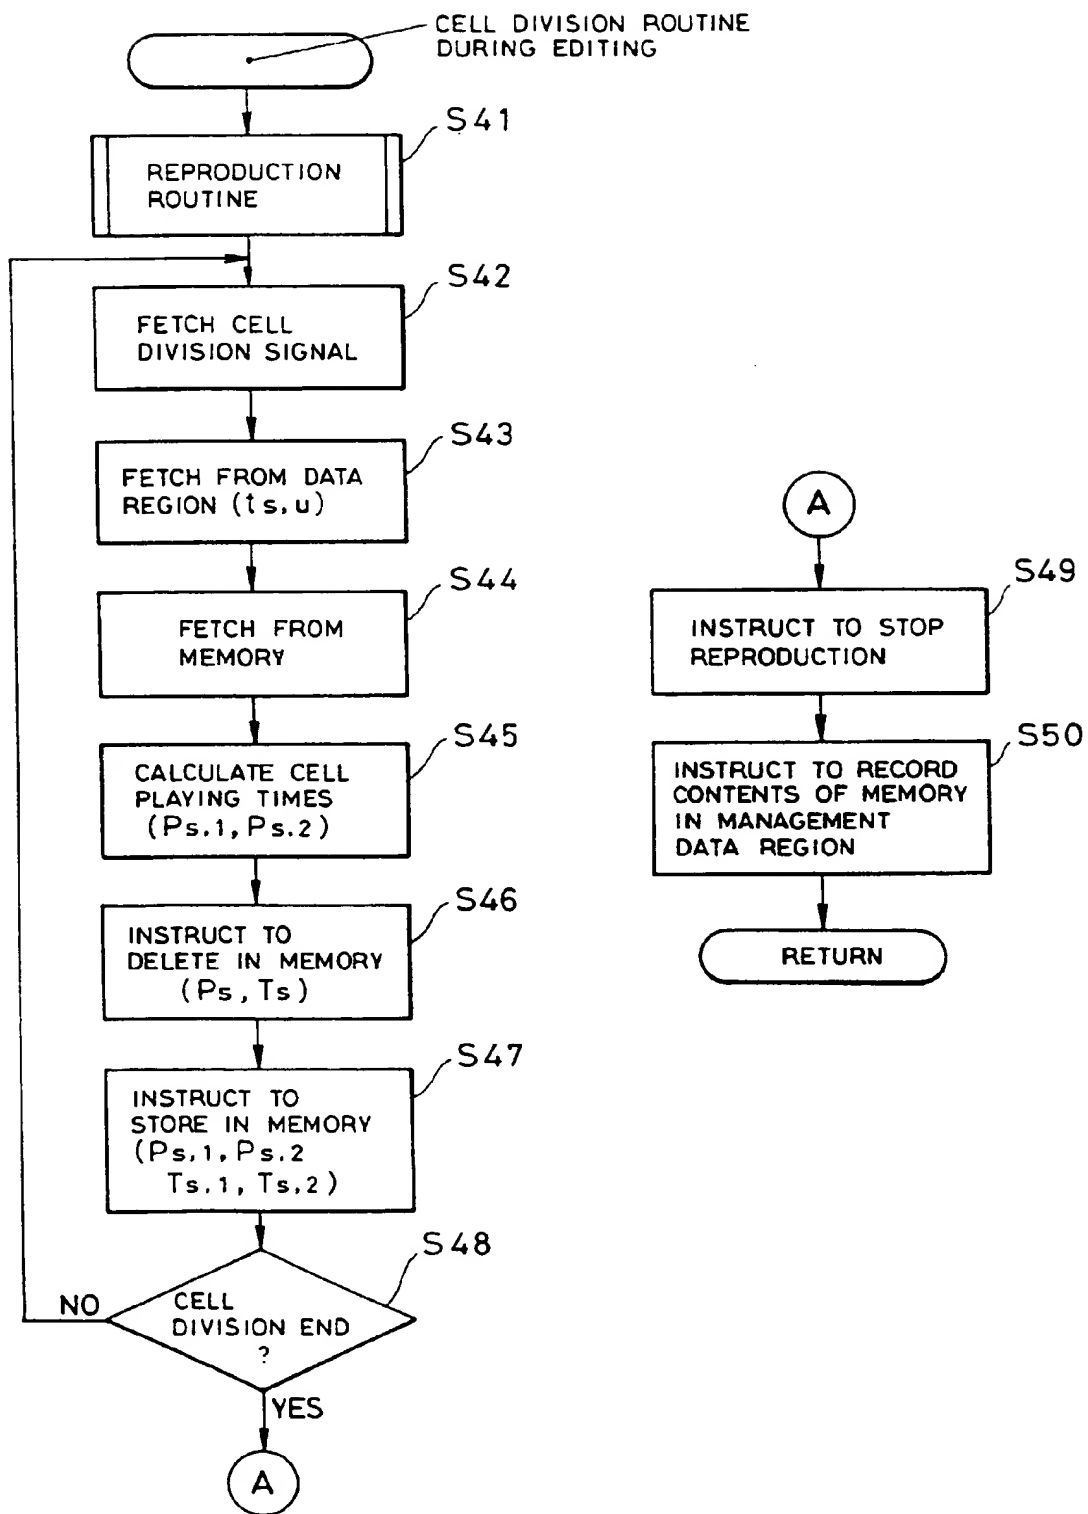 CELL DIVISION ROUTINE
DURING EDITING
S41
REPRODUCTION
ROUTINE
S42
FETCH CELL
DIVISION SIGNAL
S43
FETCH FROM DATA
REGION (ts,u)
S44
FETCH FROM
MEMORY
S45
CALCULATE CELL
PLAYING TIMES
(Ps.1, Ps.2)
S46
INSTRUCT TO
DELETE IN MEMORY
(Ps, Ts)
S47
INSTRUCT TO
STORE IN MEMORY
(Ps.1, Ps.2
Ts.1, Ts.2)
S48
CELL
DIVISION END
?
NO
YES
A
A
S49
INSTRUCT TO STOP
REPRODUCTION
S50
INSTRUCT TO RECORD
CONTENTS OF MEMORY
IN MANAGEMENT
DATA REGION
RETURN